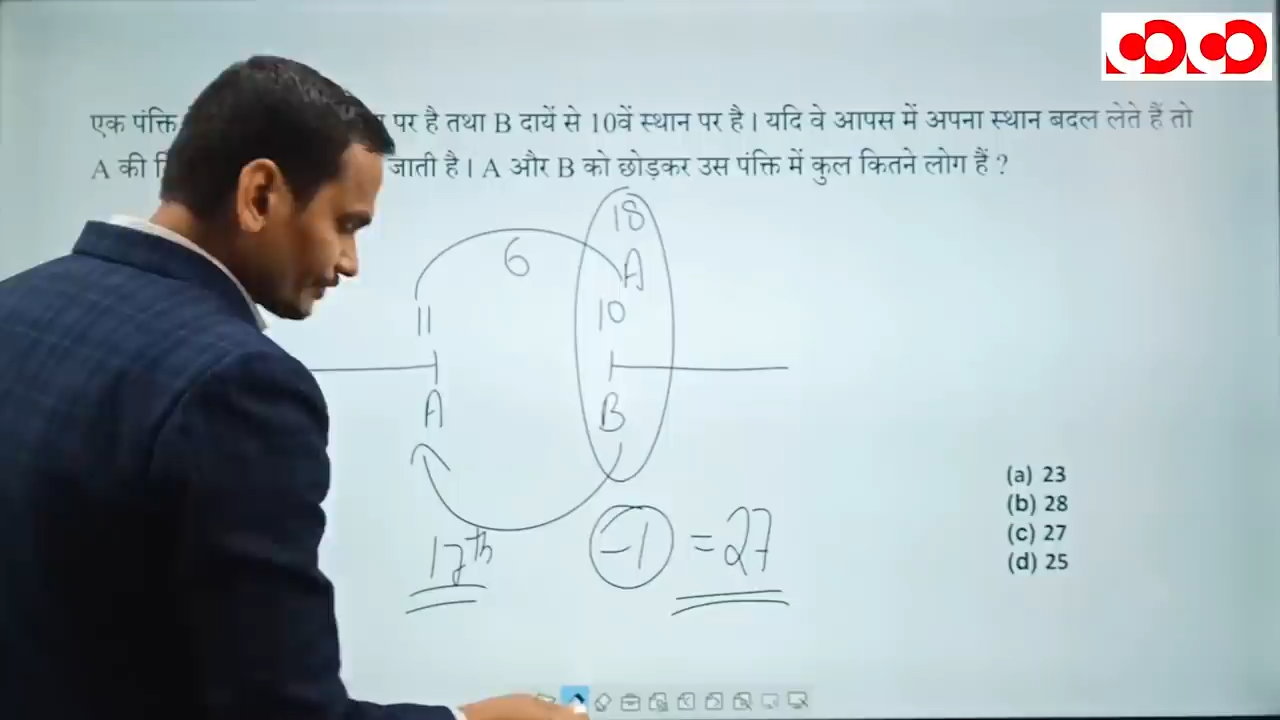 एक पंक्ति पर है तथा B दायें से 10वें स्थान पर है। यदि वे आपस में अपना स्थान बदल लेते हैं तो
A की जाती है। A और B को छोड़कर उस पंक्ति में कुल कितने लोग हैं ?
18
6
A
11
10
A
B
17th
-1 = 27
(a) 23
(b) 28
(c) 27
(d) 25